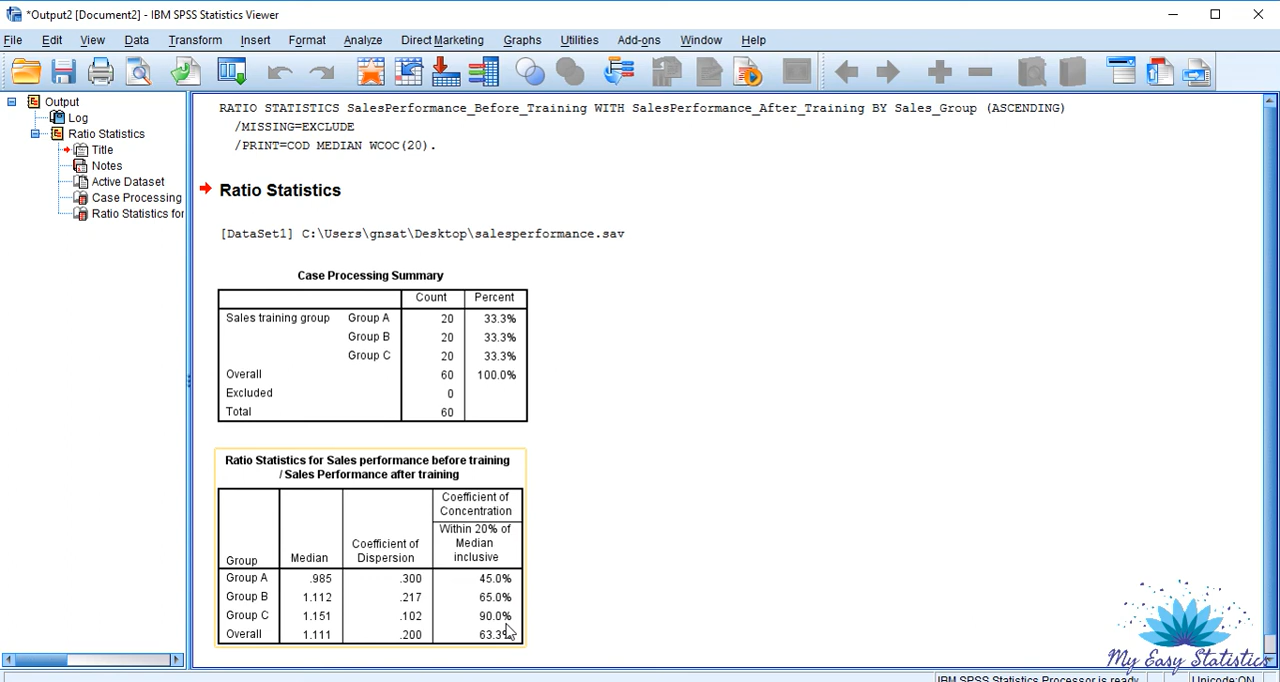 *Output2 [Document2] - IBM SPSS Statistics Viewer
File Edit View Data Transform Insert Format Analyze Direct Marketing Graphs Utilities Add-ons Window Help
Output
Log
Ratio Statistics
Title
Notes
Active Dataset
Case Processing
Ratio Statistics for
RATIO STATISTICS SalesPerformance_Before_Training WITH SalesPerformance_After_Training BY Sales_Group (ASCENDING)
/MISSING=EXCLUDE
/PRINT=COD MEDIAN WCOC(20).
Ratio Statistics
[DataSet1] C:\Users\gnsat\Desktop\salesperformance.sav
Case Processing Summary
Count Percent
Sales training group Group A 20 33.3%
Group B 20 33.3%
Group C 20 33.3%
Overall 60 100.0%
Excluded 0
Total 60
Ratio Statistics for Sales performance before training
/ Sales Performance after training
Coefficient of
Concentration
Within 20% of
Median
inclusive
Coefficient of
Dispersion
Group Median
Group A .985 .300 45.0%
Group B 1.112 .217 65.0%
Group C 1.151 .102 90.0%
Overall 1.111 .200 63.3%
My Easy Statistics
IBM SPSS Statistics Processor is ready Unicode:ON